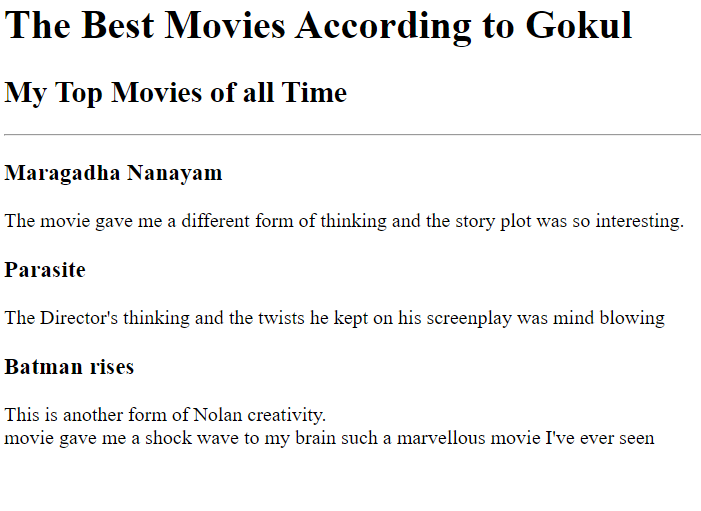 The Best Movies According to Gokul
My Top Movies of all Time
Maragadha Nanayam
The movie gave me a different form of thinking and the story plot was so interesting.
Parasite
The Director's thinking and the twists he kept on his screenplay was mind blowing
Batman rises
This is another form of Nolan creativity.
movie gave me a shock wave to my brain such a marvellous movie I've ever seen